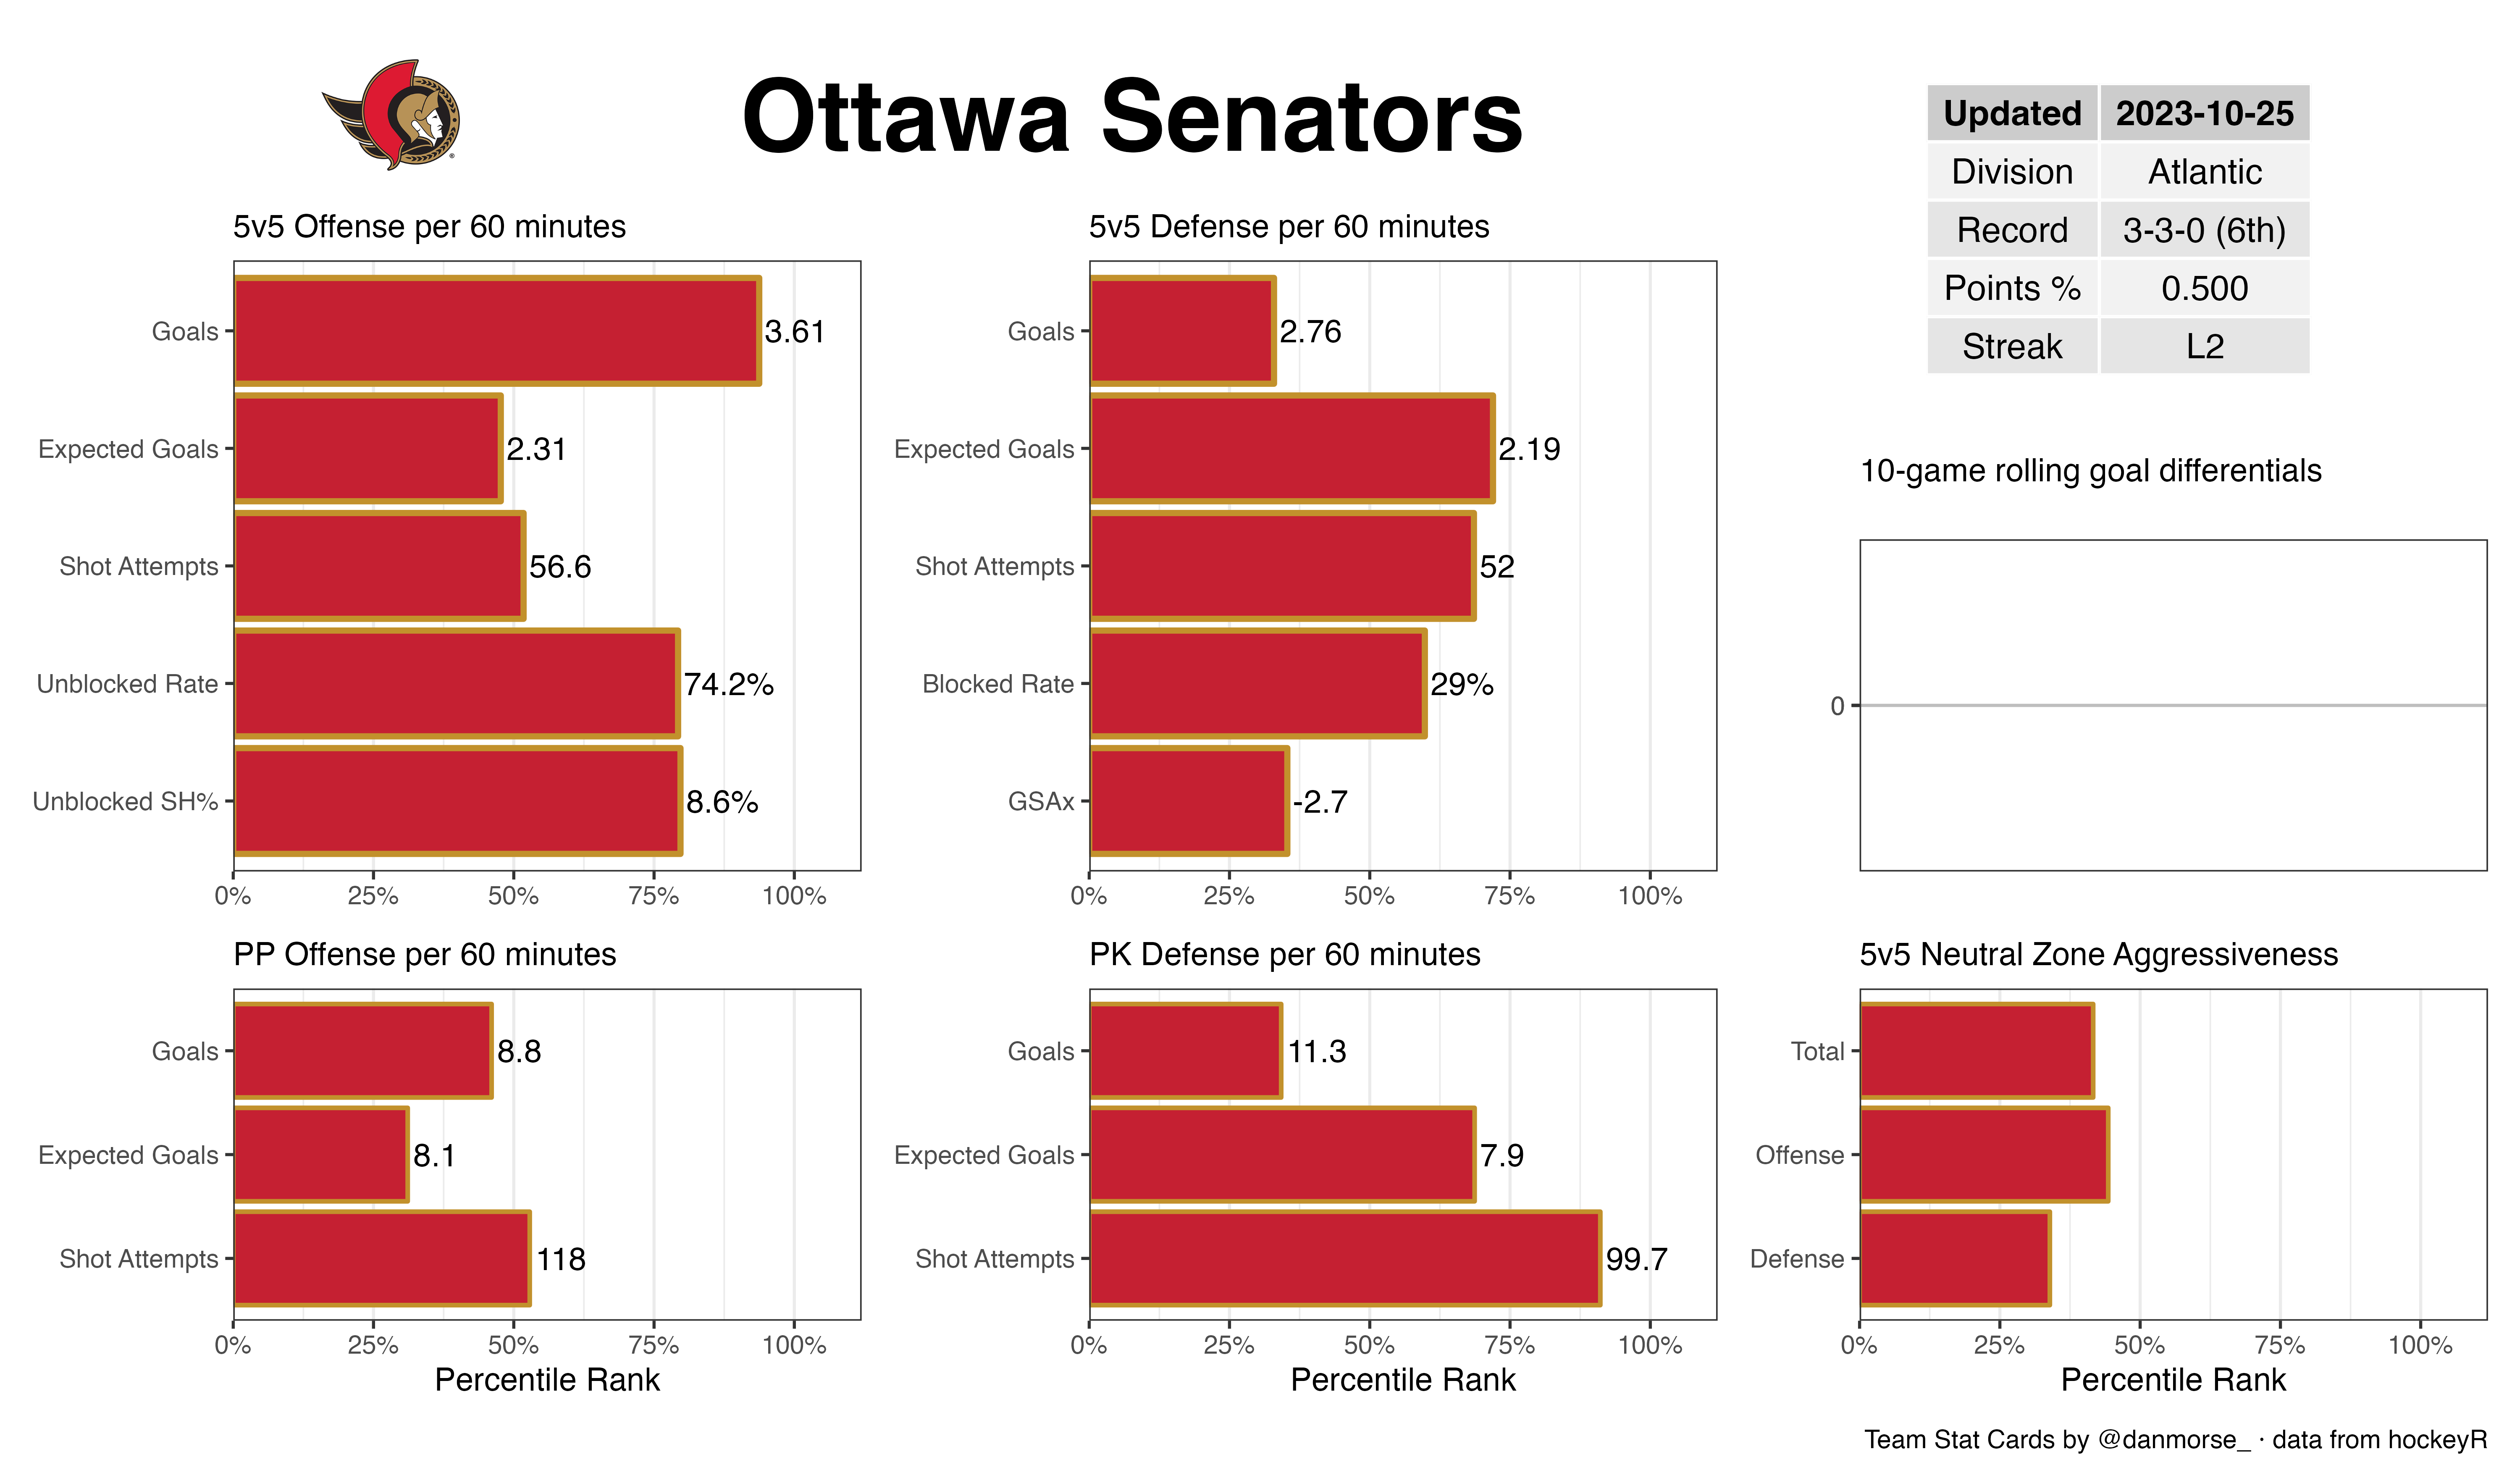 Ottawa Senators
Updated 2023-10-25
Division Atlantic
Record 3-3-0 (6th)
Points % 0.500
Streak L2
5v5 Offense per 60 minutes
Goals 3.61
Expected Goals 2.31
Shot Attempts 56.6
Unblocked Rate 74.2%
Unblocked SH% 8.6%
0% 25% 50% 75% 100%
5v5 Defense per 60 minutes
Goals 2.76
Expected Goals 2.19
Shot Attempts 52
Blocked Rate 29%
GSAx -2.7
0% 25% 50% 75% 100%
10-game rolling goal differentials
0
PP Offense per 60 minutes
Goals 8.8
Expected Goals 8.1
Shot Attempts 118
0% 25% 50% 75% 100%
Percentile Rank
PK Defense per 60 minutes
Goals 11.3
Expected Goals 7.9
Shot Attempts 99.7
0% 25% 50% 75% 100%
Percentile Rank
5v5 Neutral Zone Aggressiveness
Total
Offense
Defense
0% 25% 50% 75% 100%
Percentile Rank
Team Stat Cards by @danmorse_ · data from hockeyR